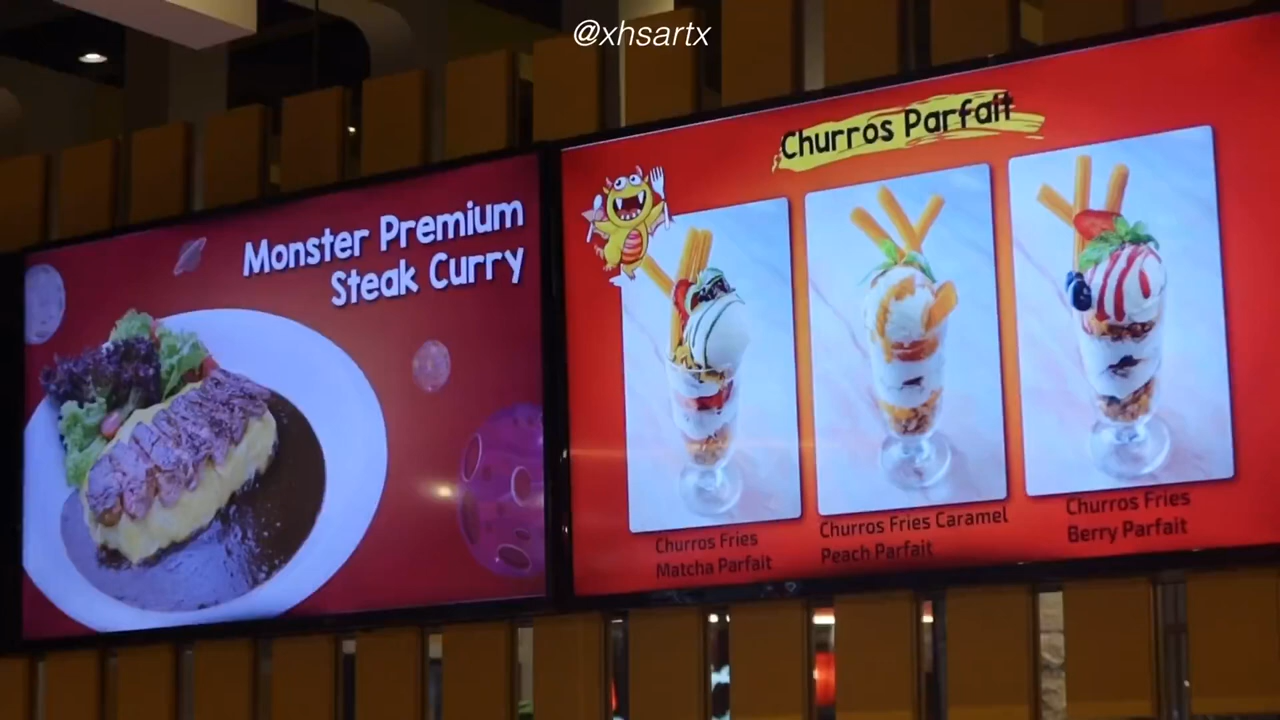 @xhsartx
Monster Premium
Steak Curry
Churros Parfait
Churros Fries
Matcha Parfait
Churros Fries Caramel
Peach Parfait
Churros Fries
Berry Parfait